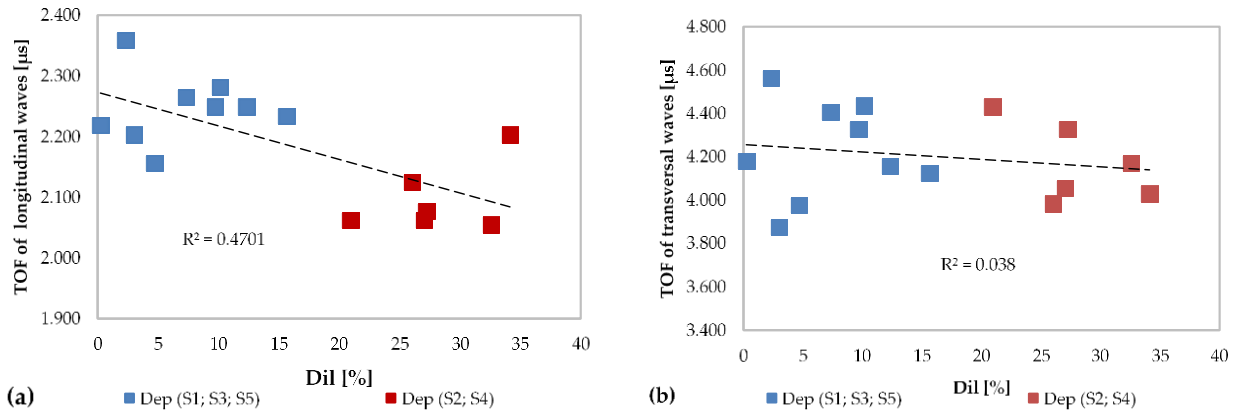 (a)
TOF of longitudinal waves [µs]
2.400
2.300
2.200
2.100
2.000
1.900
R² = 0.4701
0 5 10 15 20 25 30 35 40
Dil [%]
Dep (S1; S3; S5) Dep (S2; S4)
(b)
TOF of transversal waves [µs]
4.800
4.600
4.400
4.200
4.000
3.800
3.600
3.400
R² = 0.038
0 5 10 15 20 25 30 35 40
Dil [%]
Dep (S1; S3; S5) Dep (S2; S4)